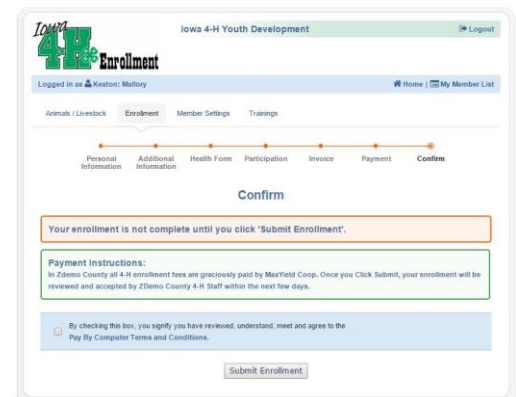 Iowa
4-H
Enrollment
Iowa 4-H Youth Development
Logout
Logged in as Keaton: Mallory
Home | My Member List
Animals / Livestock Enrollment Member Settings Trainings
Personal Information Additional Information Health Form Participation Invoice Payment Confirm
Confirm
Your enrollment is not complete until you click 'Submit Enrollment'.
Payment Instructions:
In Zdemo County all 4-H enrollment fees are graciously paid by MaxYield Coop. Once you Click Submit, your enrollment will be
reviewed and accepted by ZDemo County 4-H Staff within the next few days.
By checking this box, you signify you have reviewed, understand, meet and agree to the
Pay By Computer Terms and Conditions.
Submit Enrollment